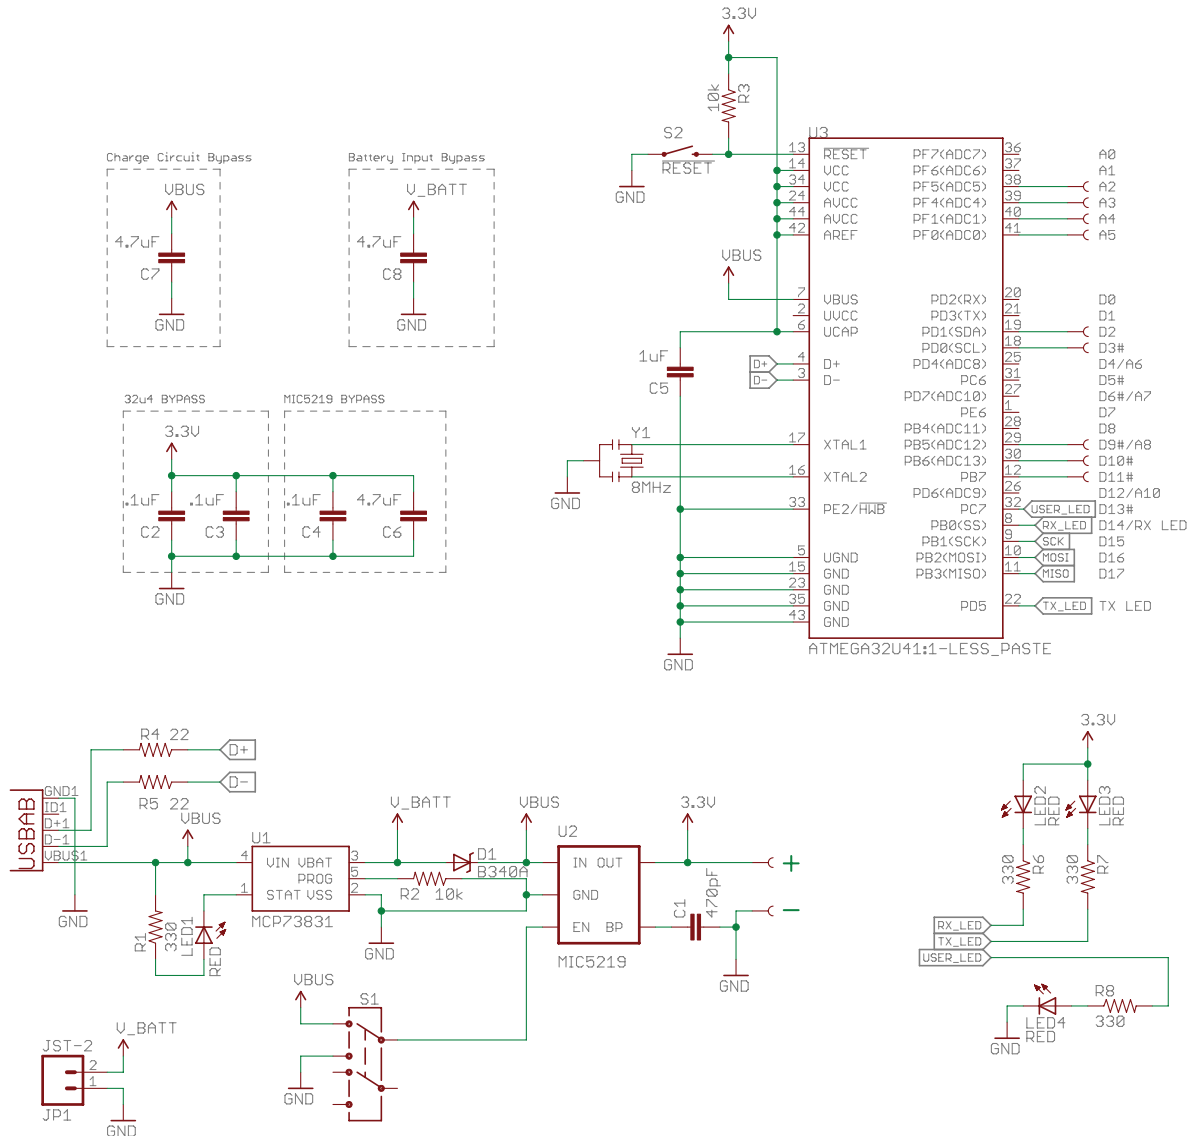 3.3V
10k
R3
S2
RESET
GND
U3
13 RESET PF7(ADC7) 36 A0
14 VCC PF6(ADC6) 37 A1
34 VCC PF5(ADC5) 38 A2
24 AVCC PF4(ADC4) 39 A3
44 AVCC PF1(ADC1) 40 A4
42 AREF PF0(ADC0) 41 A5
VBUS
7 VBUS PD2(RX) 20 D0
2 UVCC PD3(TX) 21 D1
6 UCAP PD1(SDA) 19 D2
PD0(SCL) 18 D3#
D+ 4 D+ PD4(ADC8) 25 D4/A6
D- 3 D- PC6 31 D5#
PD7(ADC10) 27 D6#/A7
PE6 1 D7
PB4(ADC11) 28 D8
17 XTAL1 PB5(ADC12) 29 D9#/A8
PB6(ADC13) 30 D10#
16 XTAL2 PB7 12 D11#
PD6(ADC9) 26 D12/A10
33 PE2/HWB PC7 32 USER_LED D13#
PB0(SS) 8 RX_LED D14/RX LED
PB1(SCK) 9 SCK D15
5 UGND PB2(MOSI) 10 MOSI D16
15 GND PB3(MISO) 11 MISO D17
23 GND
35 GND PD5 22 TX_LED TX LED
43 GND
ATMEGA32U41:1-LESS_PASTE
1uF
C5
Y1
8MHz
GND
GND
Charge Circuit Bypass
VBUS
4.7uF
C7
GND
Battery Input Bypass
V_BATT
4.7uF
C8
GND
32u4 BYPASS
MIC5219 BYPASS
3.3V
.1uF .1uF .1uF 4.7uF
C2 C3 C4 C6
GND
R4 22
D+
D-
R5 22
USBAB
GND1
ID1
D+1
D-1
VBUS1
GND
VBUS
R1
330
LED1
RED
U1
4 VIN VBAT 3
PROG 5
1 STAT VSS 2
MCP73831
V_BATT
R2 10k
D1
B340A
GND
VBUS
U2
IN OUT
GND
EN BP
MIC5219
3.3V
C1
470pF
+
−
GND
VBUS
S1
GND
V_BATT
JST-2
2
1
JP1
GND
3.3V
LED2
RED
LED3
RED
330
R6
330
R7
RX_LED
TX_LED
USER_LED
R8
330
LED4
RED
GND